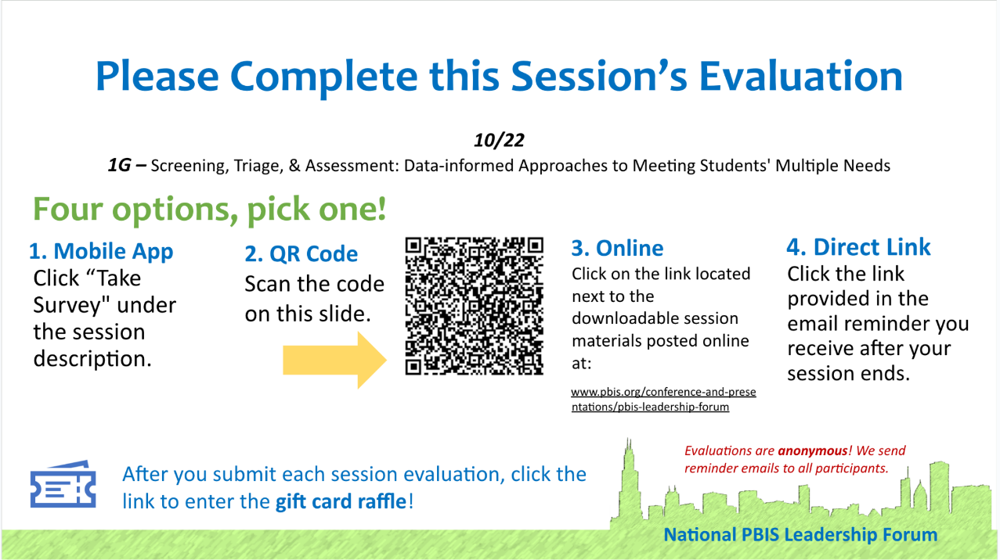 Please Complete this Session’s Evaluation
10/22
1G – Screening, Triage, & Assessment: Data-informed Approaches to Meeting Students' Multiple Needs
Four options, pick one!
1. Mobile App
Click “Take
Survey" under
the session
description.
2. QR Code
Scan the code
on this slide.
3. Online
Click on the link located
next to the
downloadable session
materials posted online
at:
www.pbis.org/conference-and-prese
ntations/pbis-leadership-forum
4. Direct Link
Click the link
provided in the
email reminder you
receive after your
session ends.
After you submit each session evaluation, click the
link to enter the gift card raffle!
Evaluations are anonymous! We send
reminder emails to all participants.
National PBIS Leadership Forum